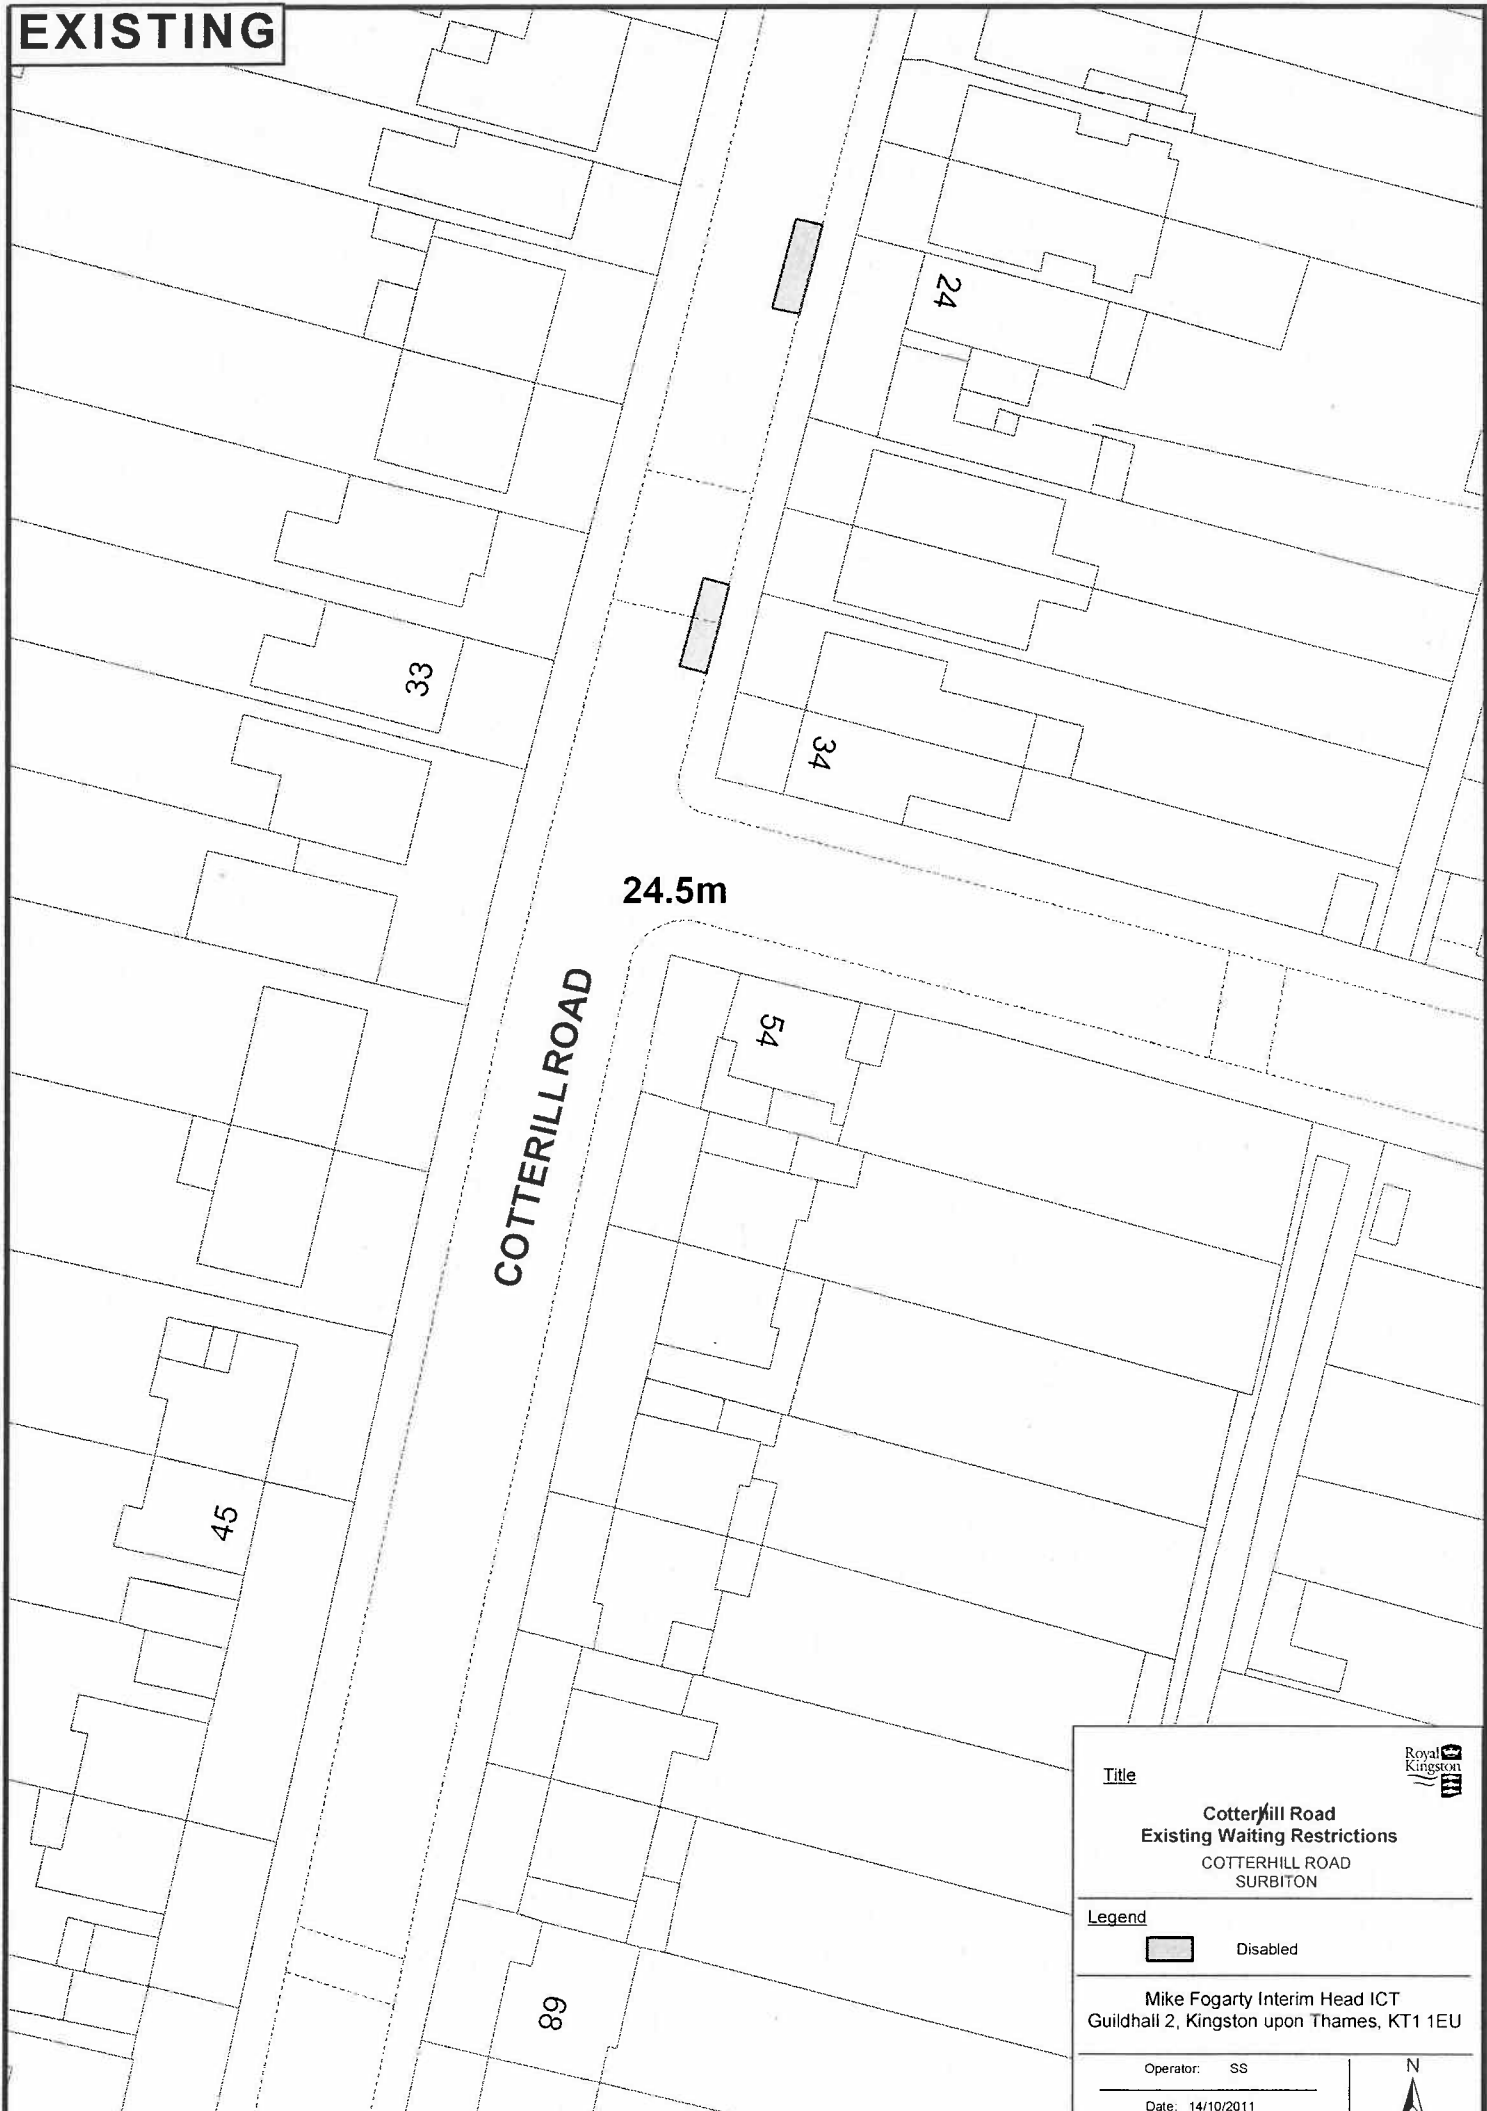 EXISTING
24
33
34
24.5m
COTTERILL ROAD
54
45
68
Title
Royal
Kingston
Cotterhill Road
Existing Waiting Restrictions
COTTERHILL ROAD
SURBITON
Legend
Disabled
Mike Fogarty Interim Head ICT
Guildhall 2, Kingston upon Thames, KT1 1EU
Operator: SS
N
Date: 14/10/2011